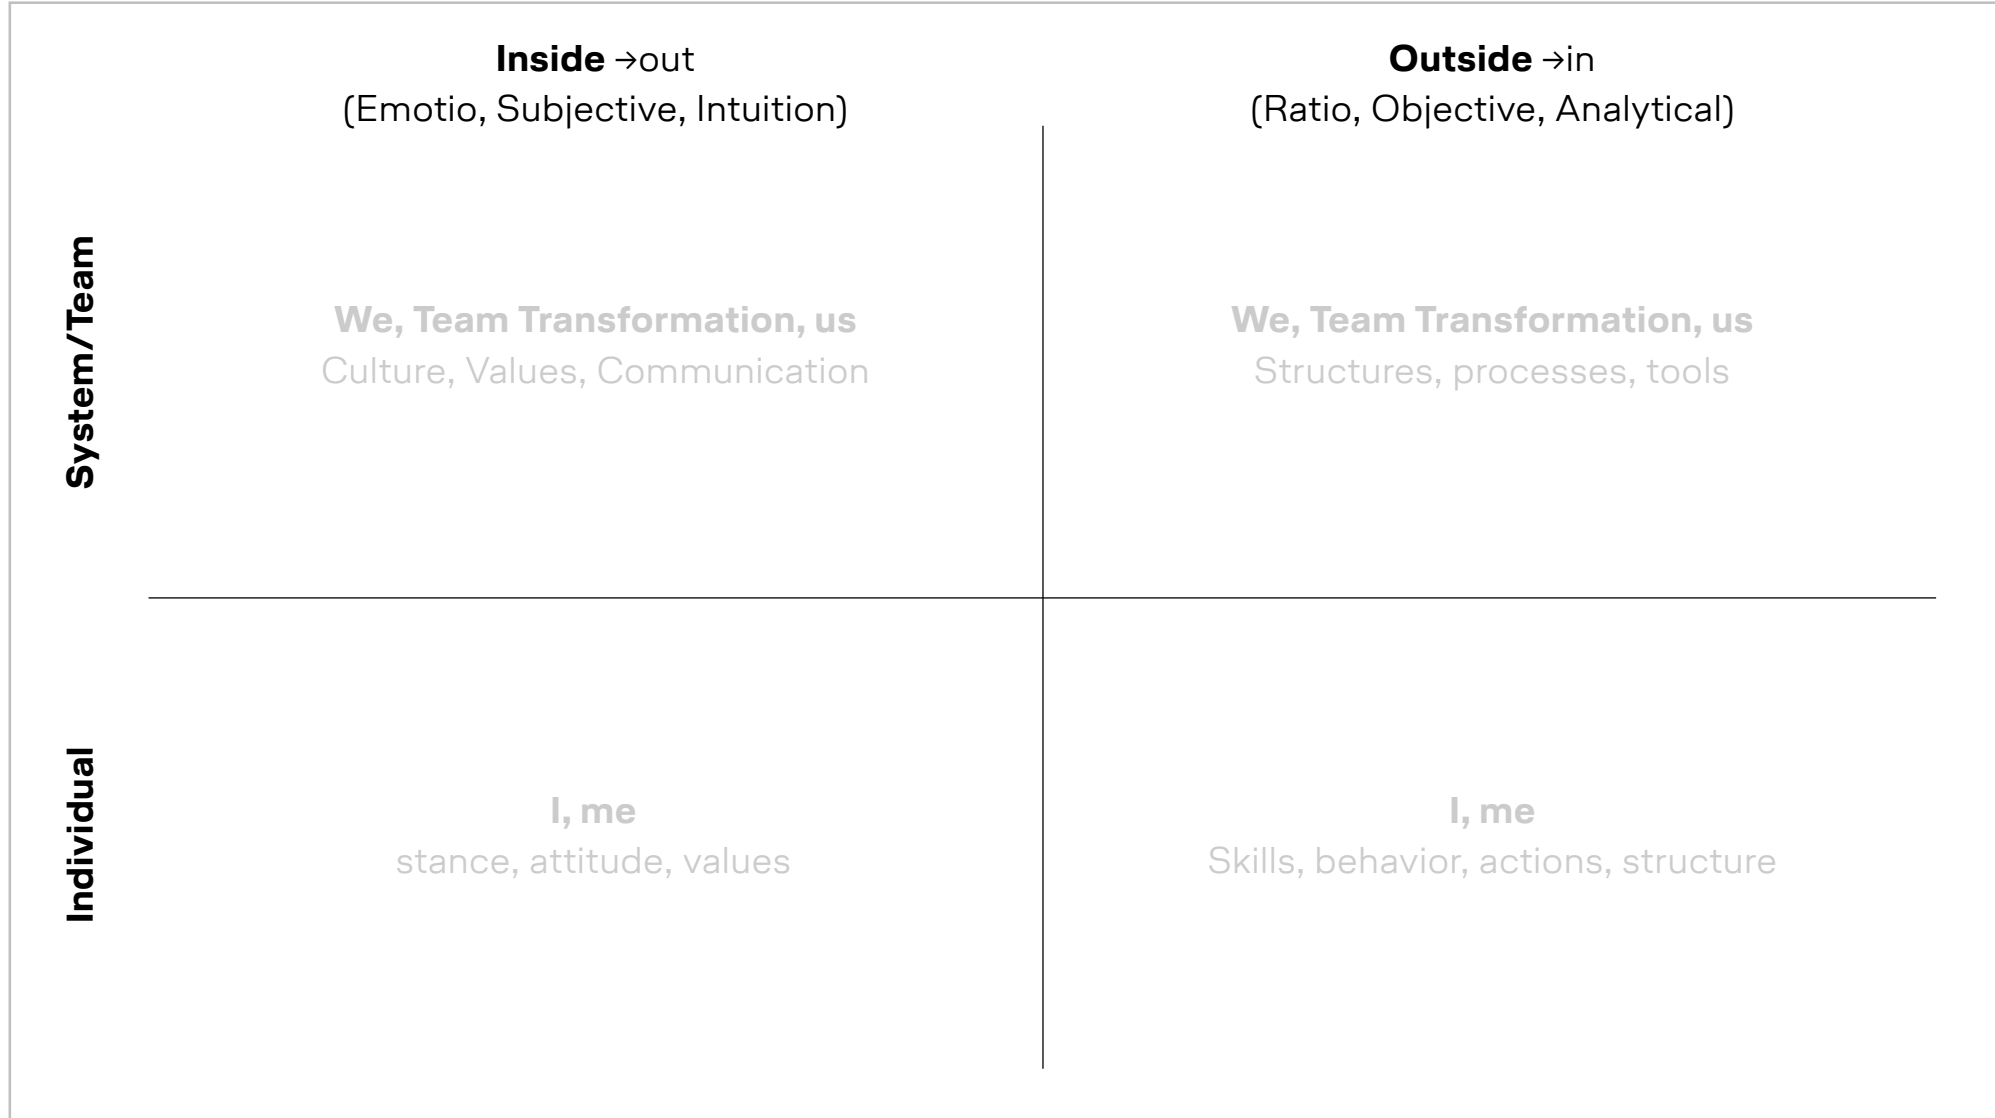 Inside →out
(Emotio, Subjective, Intuition)
Outside →in
(Ratio, Objective, Analytical)
System/Team
We, Team Transformation, us
Culture, Values, Communication
We, Team Transformation, us
Structures, processes, tools
Individual
I, me
stance, attitude, values
I, me
Skills, behavior, actions, structure